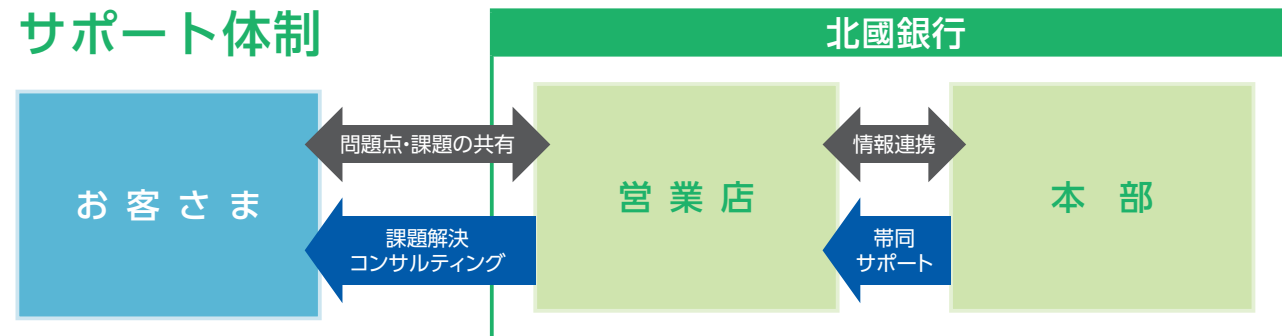 サポート体制
北國銀行
お客さま
問題点・課題の共有
課題解決
コンサルティング
営業店
情報連携
帯同
サポート
本部